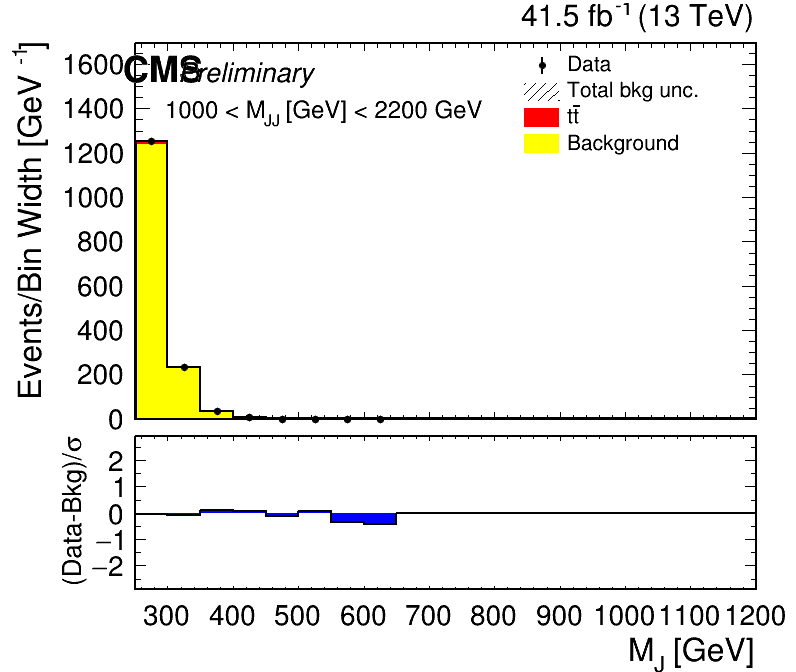 41.5 fb⁻¹ (13 TeV)
CMS Preliminary
1000 < M_JJ [GeV] < 2200 GeV
Data
Total bkg unc.
tt̄
Background
Events/Bin Width [GeV⁻¹]
1600
1400
1200
1000
800
600
400
200
0
(Data-Bkg)/σ
2
1
0
−1
−2
300 400 500 600 700 800 900 1000 1100 1200
M_J [GeV]